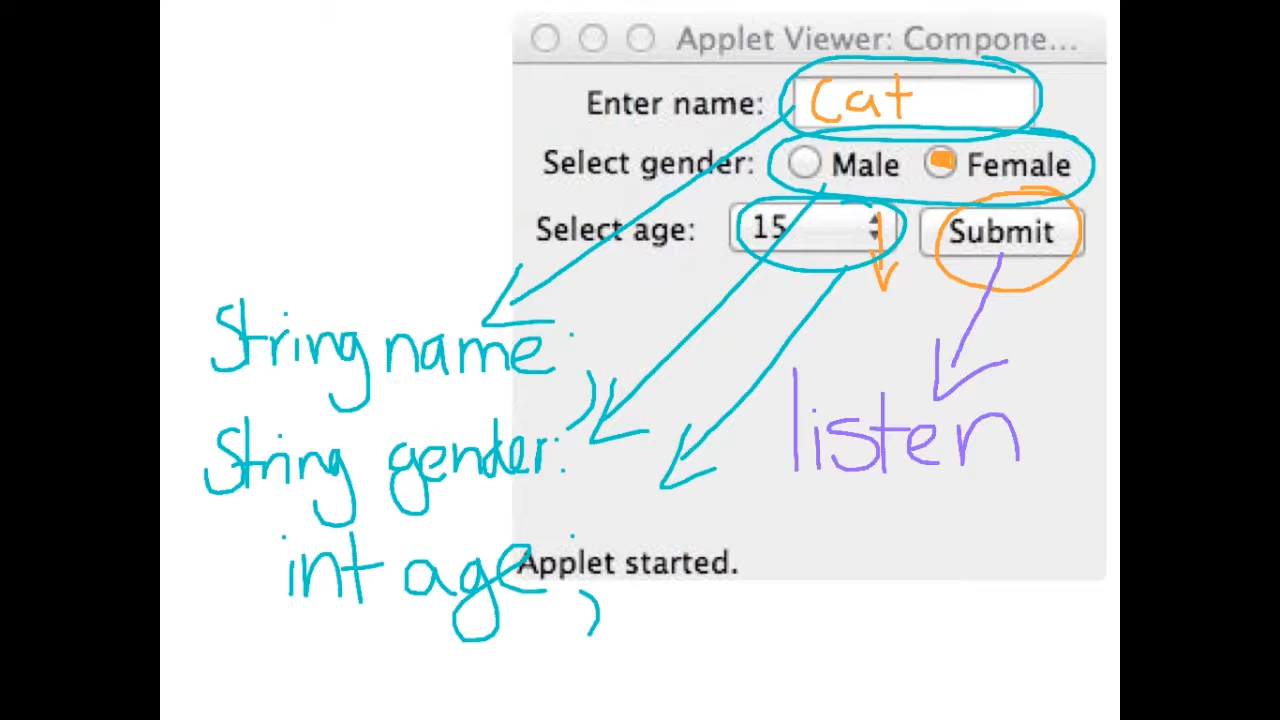 Applet Viewer: Compone...
Enter name: Cat
Select gender: Male Female
Select age: 15 Submit
String name;
String gender;
listen
int age;
Applet started.